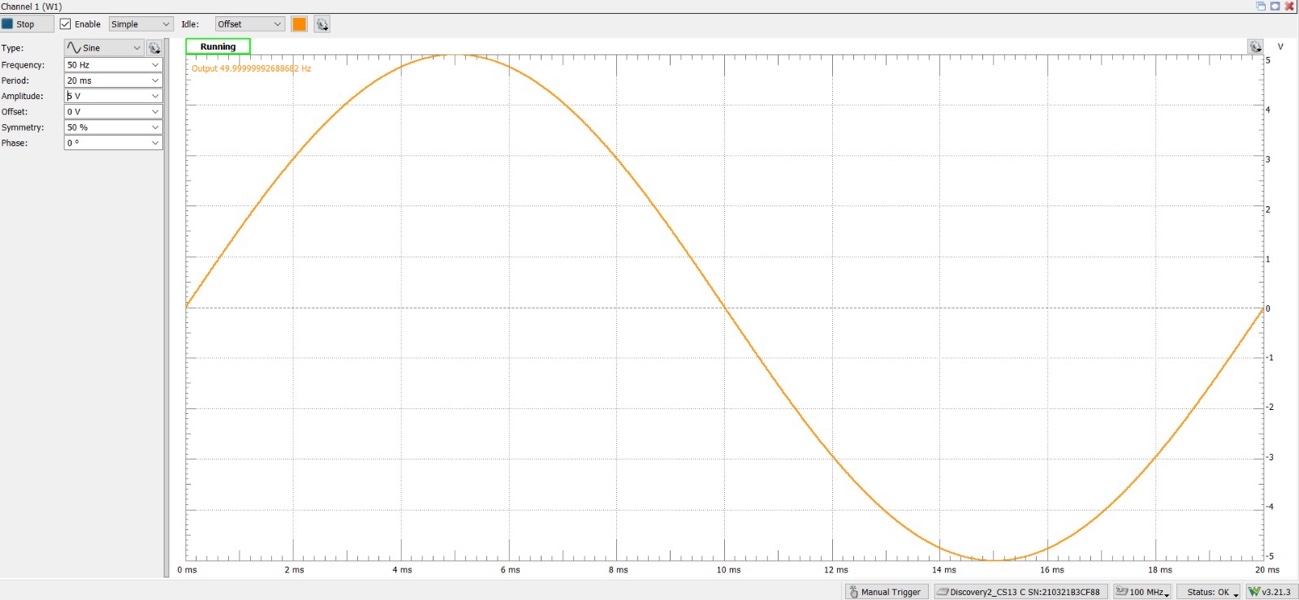 Channel 1 (W1)
Stop Enable Simple Idle: Offset
Type: Sine
Frequency: 50 Hz
Period: 20 ms
Amplitude: 5 V
Offset: 0 V
Symmetry: 50 %
Phase: 0 °
Running
V
Output 49.99999992688682 Hz
5
4
3
2
1
0
-1
-2
-3
-4
-5
0 ms 2 ms 4 ms 6 ms 8 ms 10 ms 12 ms 14 ms 16 ms 18 ms 20 ms
Manual Trigger Discovery2_CS13 C SN:21032183CF88 100 MHz Status: OK v3.21.3